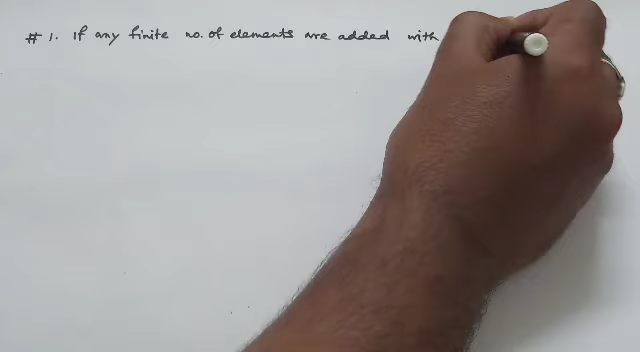 # 1. If any finite no. of elements are added with